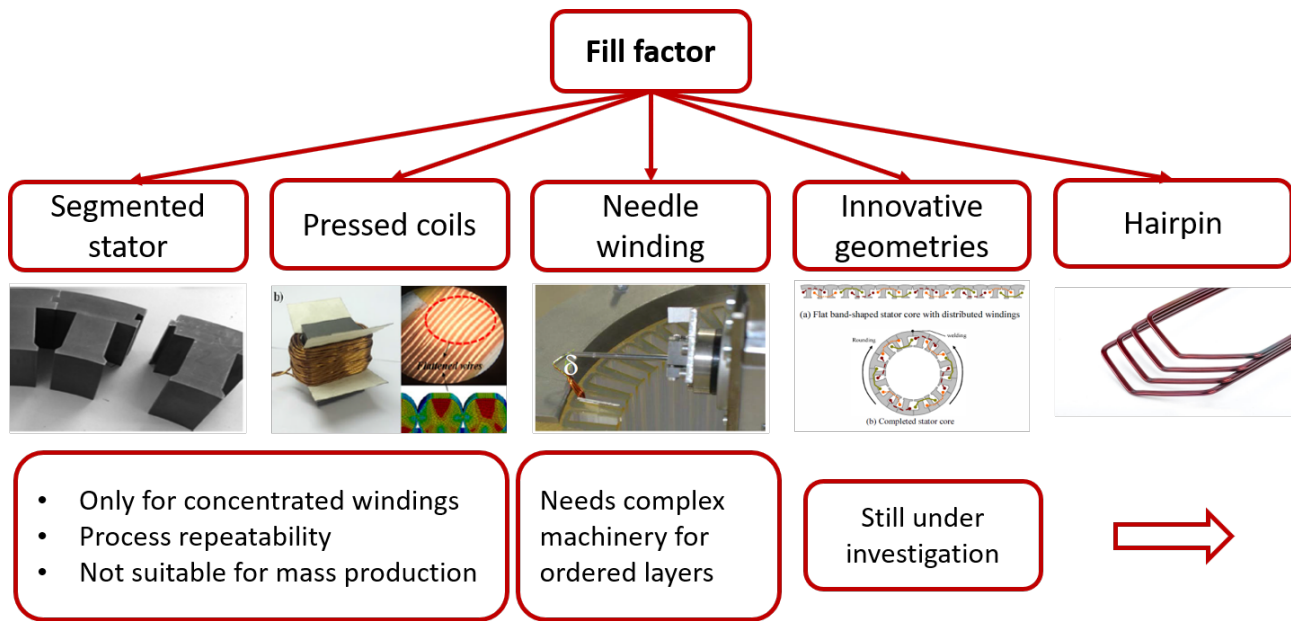 Fill factor
Segmented
stator
Pressed coils
Needle
winding
Innovative
geometries
Hairpin
b)
Flattened wires
δ
(a) Flat band-shaped stator core with distributed windings
Rounding
welding
(b) Completed stator core
• Only for concentrated windings
• Process repeatability
• Not suitable for mass production
Needs complex
machinery for
ordered layers
Still under
investigation